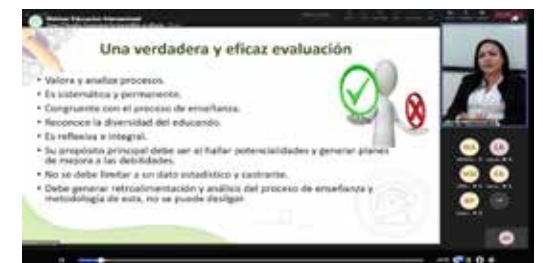 Webinar Educación Internacional
Una verdadera y eficaz evaluación
• Valora y analiza procesos.
• Es sistemática y permanente.
• Congruente con el proceso de enseñanza.
• Reconoce la diversidad del educando.
• Es reflexiva e integral.
• Su propósito principal debe ser el hallar potencialidades y generar planes
de mejora a las debilidades.
• No se debe limitar a un dato estadístico y castrante.
• Debe generar retroalimentación y análisis del proceso de enseñanza y
metodología de esta, no se puede desligar